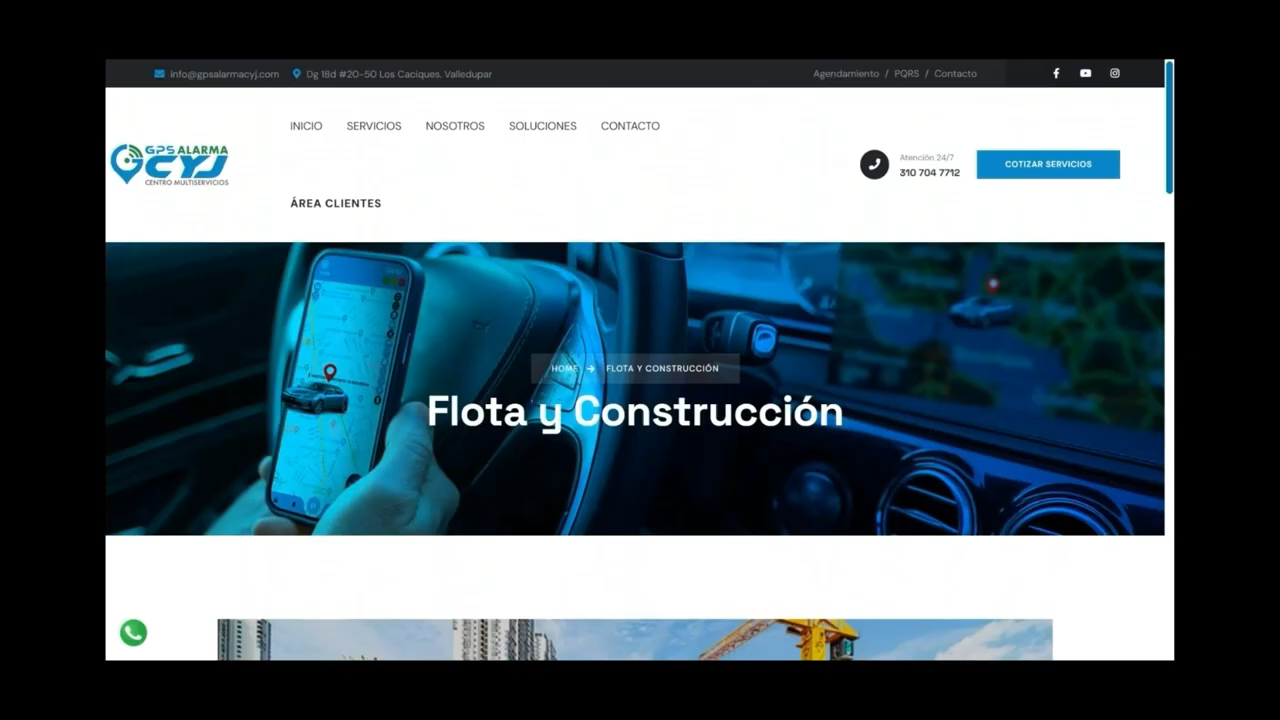 info@gpsalarmacyj.com
Dg 18d #20-50 Los Caciques. Valledupar
Agendamiento / PQRS / Contacto
INICIO
SERVICIOS
NOSOTROS
SOLUCIONES
CONTACTO
GPS ALARMA
CYJ
CENTRO MULTISERVICIOS
Atención 24/7
310 704 7712
COTIZAR SERVICIOS
ÁREA CLIENTES
HOME → FLOTA Y CONSTRUCCIÓN
Flota y Construcción